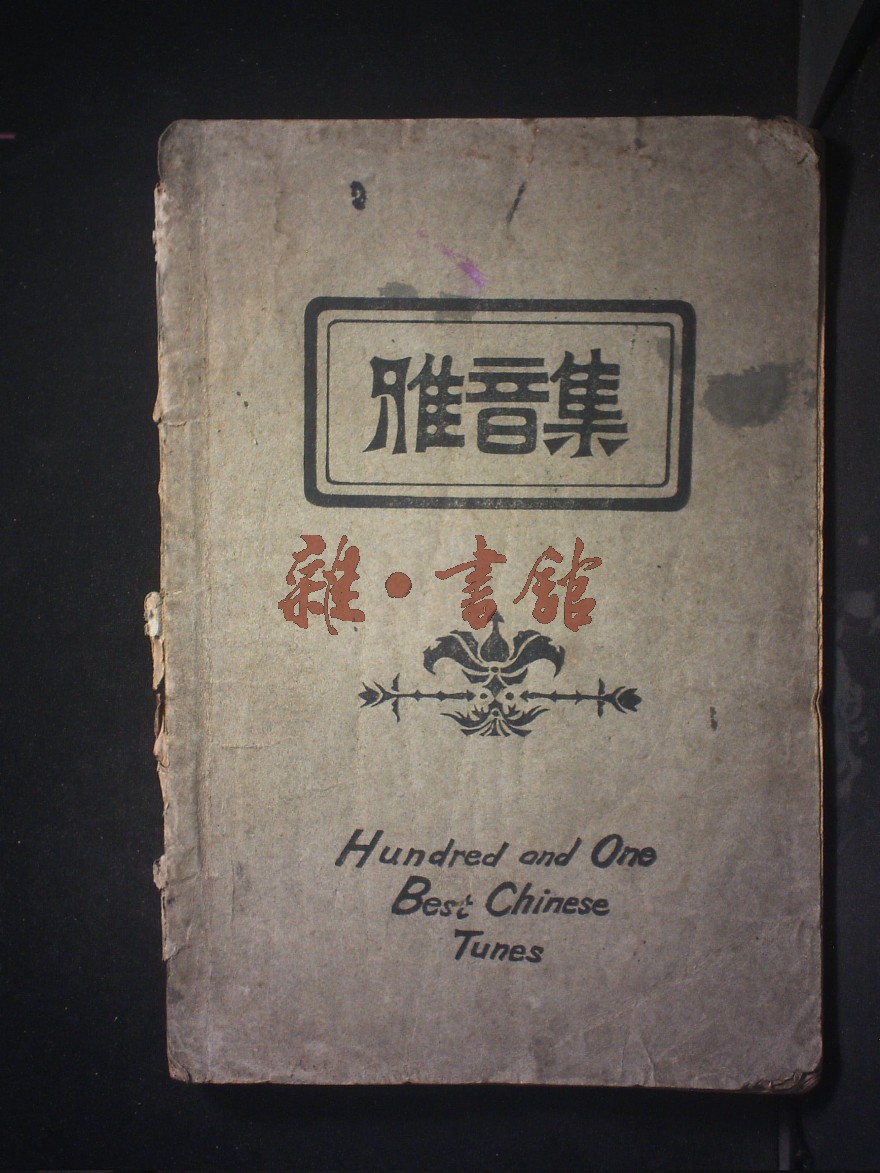 雅音集
雜·書館
Hundred and One
Best Chinese
Tunes